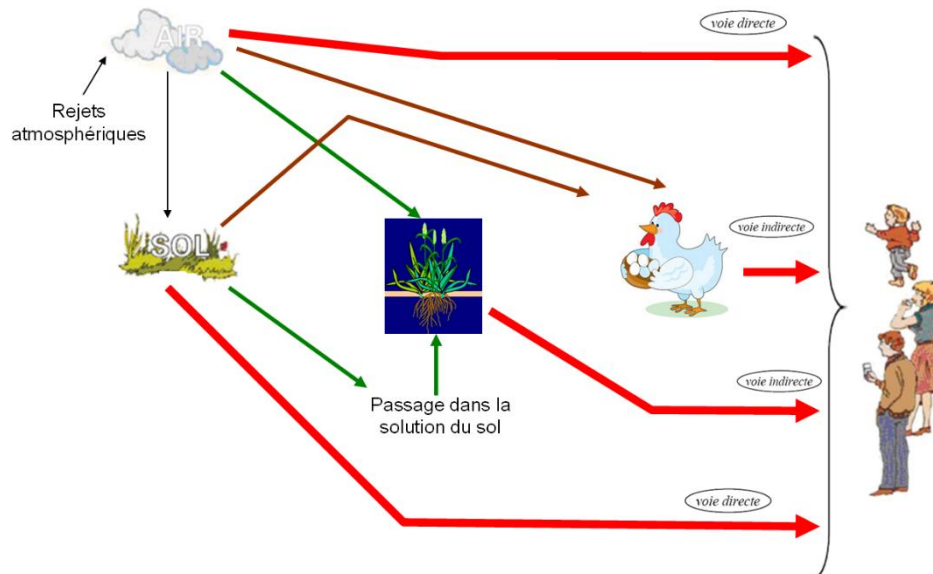 voie directe
AIR
Rejets
atmosphériques
voie indirecte
SOL
voie indirecte
Passage dans la
solution du sol
voie directe